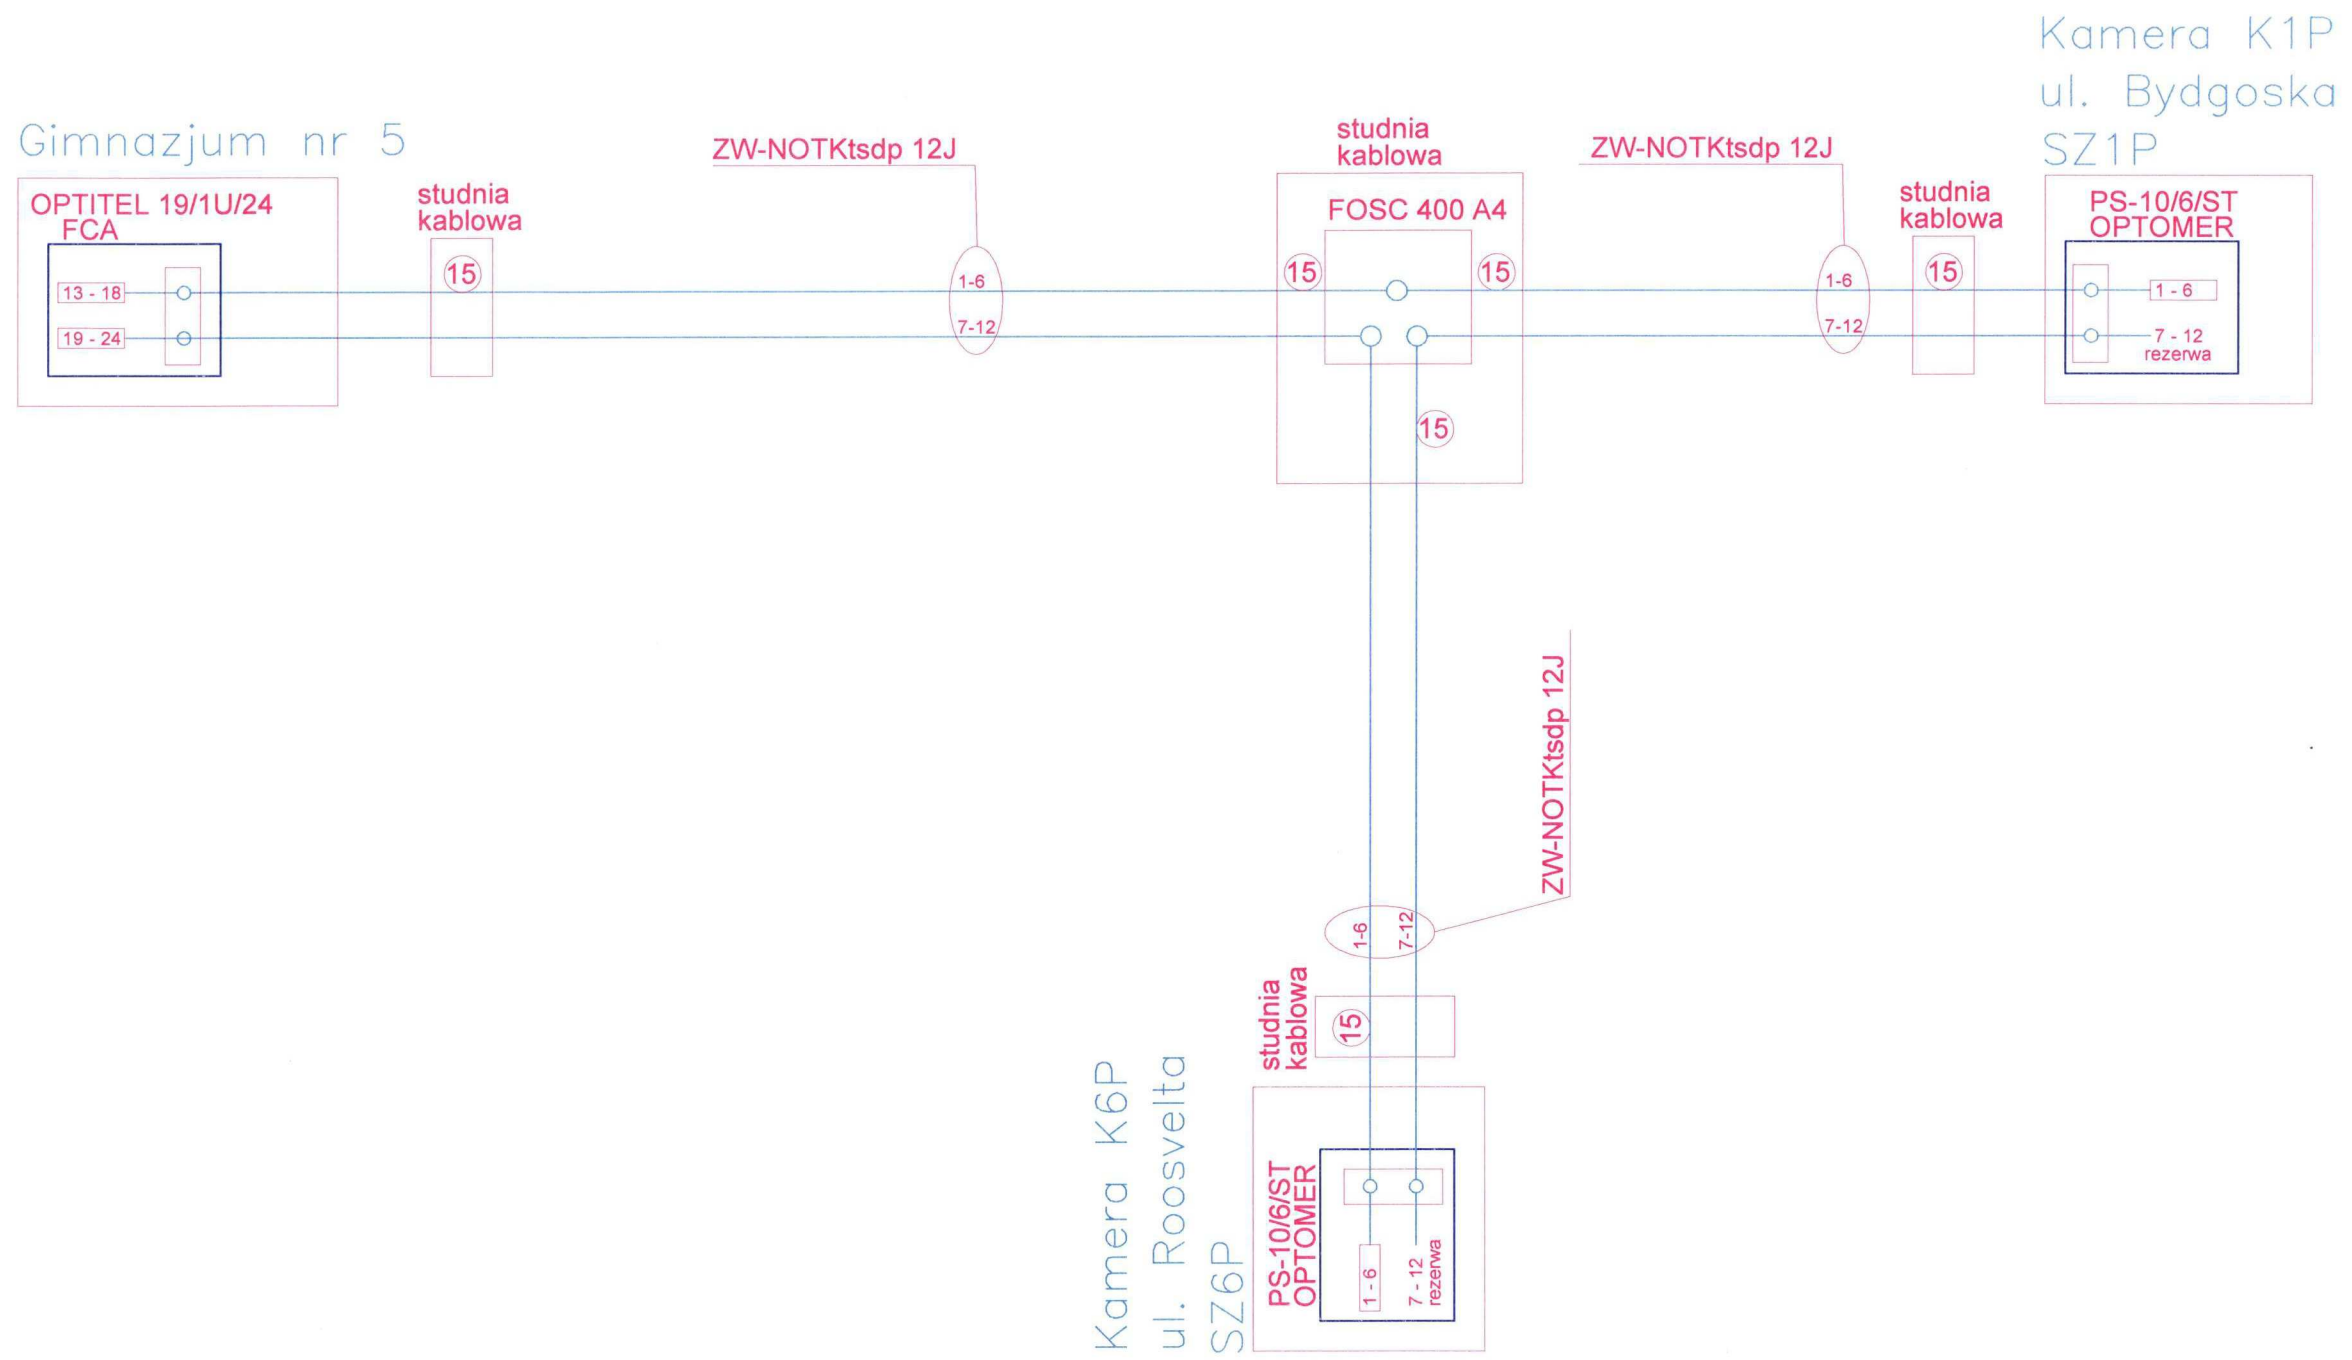 Kamera K1P
ul. Bydgoska
SZ1P
Gimnazjum nr 5
OPTITEL 19/1U/24
FCA
13 - 18
19 - 24
studnia
kablowa
15
ZW-NOTKtsdp 12J
1-6
7-12
studnia
kablowa
FOSC 400 A4
15
15
15
ZW-NOTKtsdp 12J
1-6
7-12
studnia
kablowa
15
PS-10/6/ST
OPTOMER
1 - 6
7 - 12
rezerwa
ZW-NOTKtsdp 12J
1-6
7-12
studnia
kablowa
15
Kamera K6P
ul. Roosvelta
SZ6P
PS-10/6/ST
OPTOMER
1 - 6
7 - 12
rezerwa